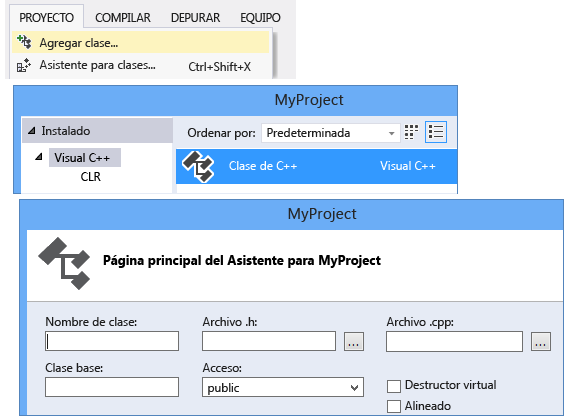 PROYECTO COMPILAR DEPURAR EQUIPO
Agregar clase...
Asistente para clases... Ctrl+Shift+X
MyProject
Instalado Ordenar por: Predeterminada
Visual C++ Clase de C++ Visual C++
CLR
MyProject
Página principal del Asistente para MyProject
Nombre de clase: Archivo .h: Archivo .cpp:
... ...
Clase base: Acceso:
public Destructor virtual
Alineado